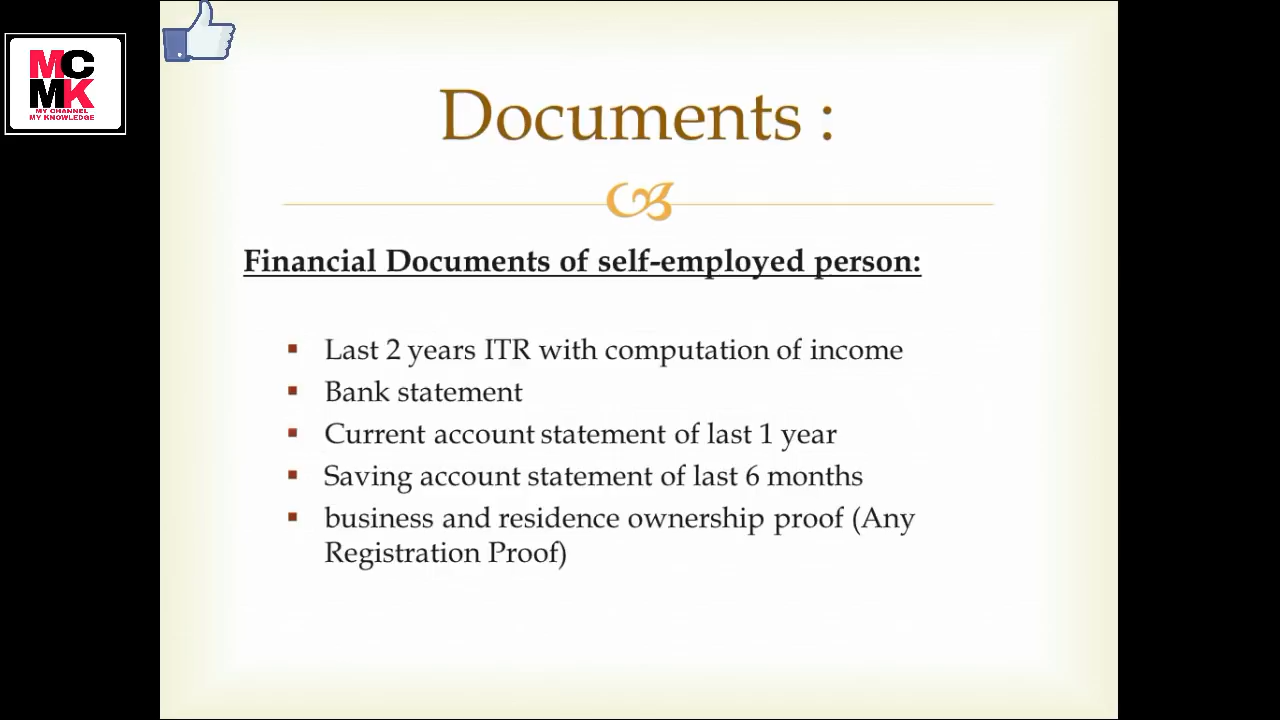 MC
MK
MY CHANNEL
MY KNOWLEDGE
Documents :
Financial Documents of self-employed person:
Last 2 years ITR with computation of income
Bank statement
Current account statement of last 1 year
Saving account statement of last 6 months
business and residence ownership proof (Any
Registration Proof)